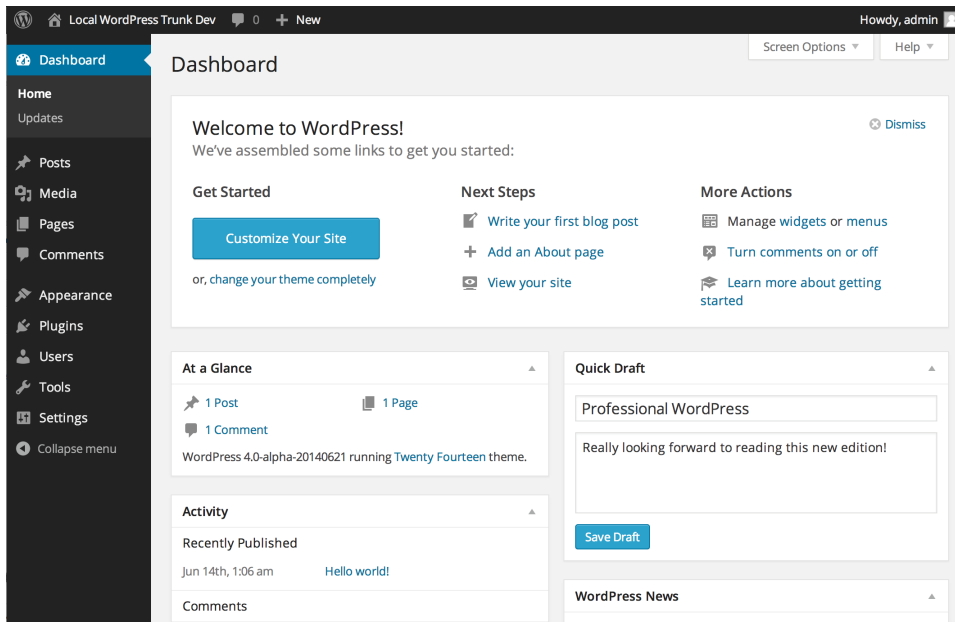 Local WordPress Trunk Dev 0 New Howdy, admin
Dashboard
Home
Updates
Posts
Media
Pages
Comments
Appearance
Plugins
Users
Tools
Settings
Collapse menu
Screen Options Help
Dashboard
Welcome to WordPress!
We've assembled some links to get you started:
Dismiss
Get Started
Customize Your Site
or, change your theme completely
Next Steps
Write your first blog post
Add an About page
View your site
More Actions
Manage widgets or menus
Turn comments on or off
Learn more about getting
started
At a Glance
1 Post 1 Page
1 Comment
WordPress 4.0-alpha-20140621 running Twenty Fourteen theme.
Activity
Recently Published
Jun 14th, 1:06 am Hello world!
Comments
Quick Draft
Professional WordPress
Really looking forward to reading this new edition!
Save Draft
WordPress News